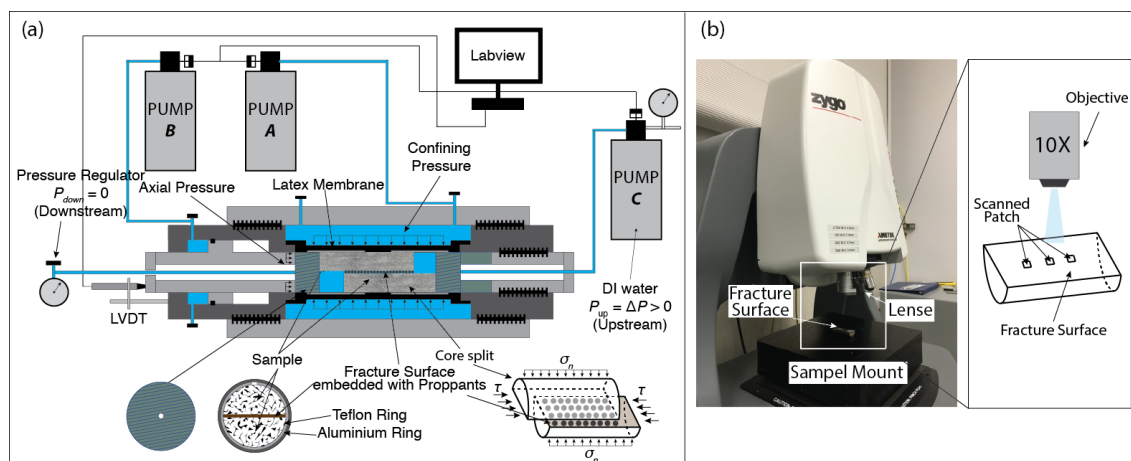 (a)
Labview
PUMP
B
PUMP
A
PUMP
C
Confining
Pressure
Pressure Regulator
P_down = 0
(Downstream)
Axial Pressure
Latex Membrane
DI water
P_up = ΔP > 0
(Upstream)
LVDT
Sample
Core split
Fracture Surface
embedded with Proppants
Teflon Ring
Aluminium Ring
σ_n
τ
τ
σ_n
(b)
zygo
Fracture
Surface
Lense
Sampel Mount
Objective
10X
Scanned
Patch
Fracture Surface